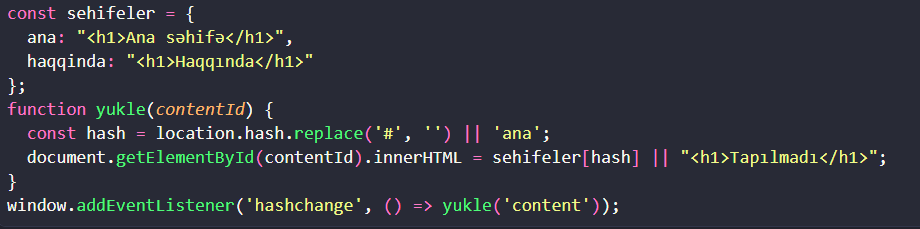 const sehifeler = {
  ana: "<h1>Ana səhifə</h1>",
  haqqinda: "<h1>Haqqında</h1>"
};
function yukle(contentId) {
  const hash = location.hash.replace('#', '') || 'ana';
  document.getElementById(contentId).innerHTML = sehifeler[hash] || "<h1>Tapılmadı</h1>";
}
window.addEventListener('hashchange', () => yukle('content'));